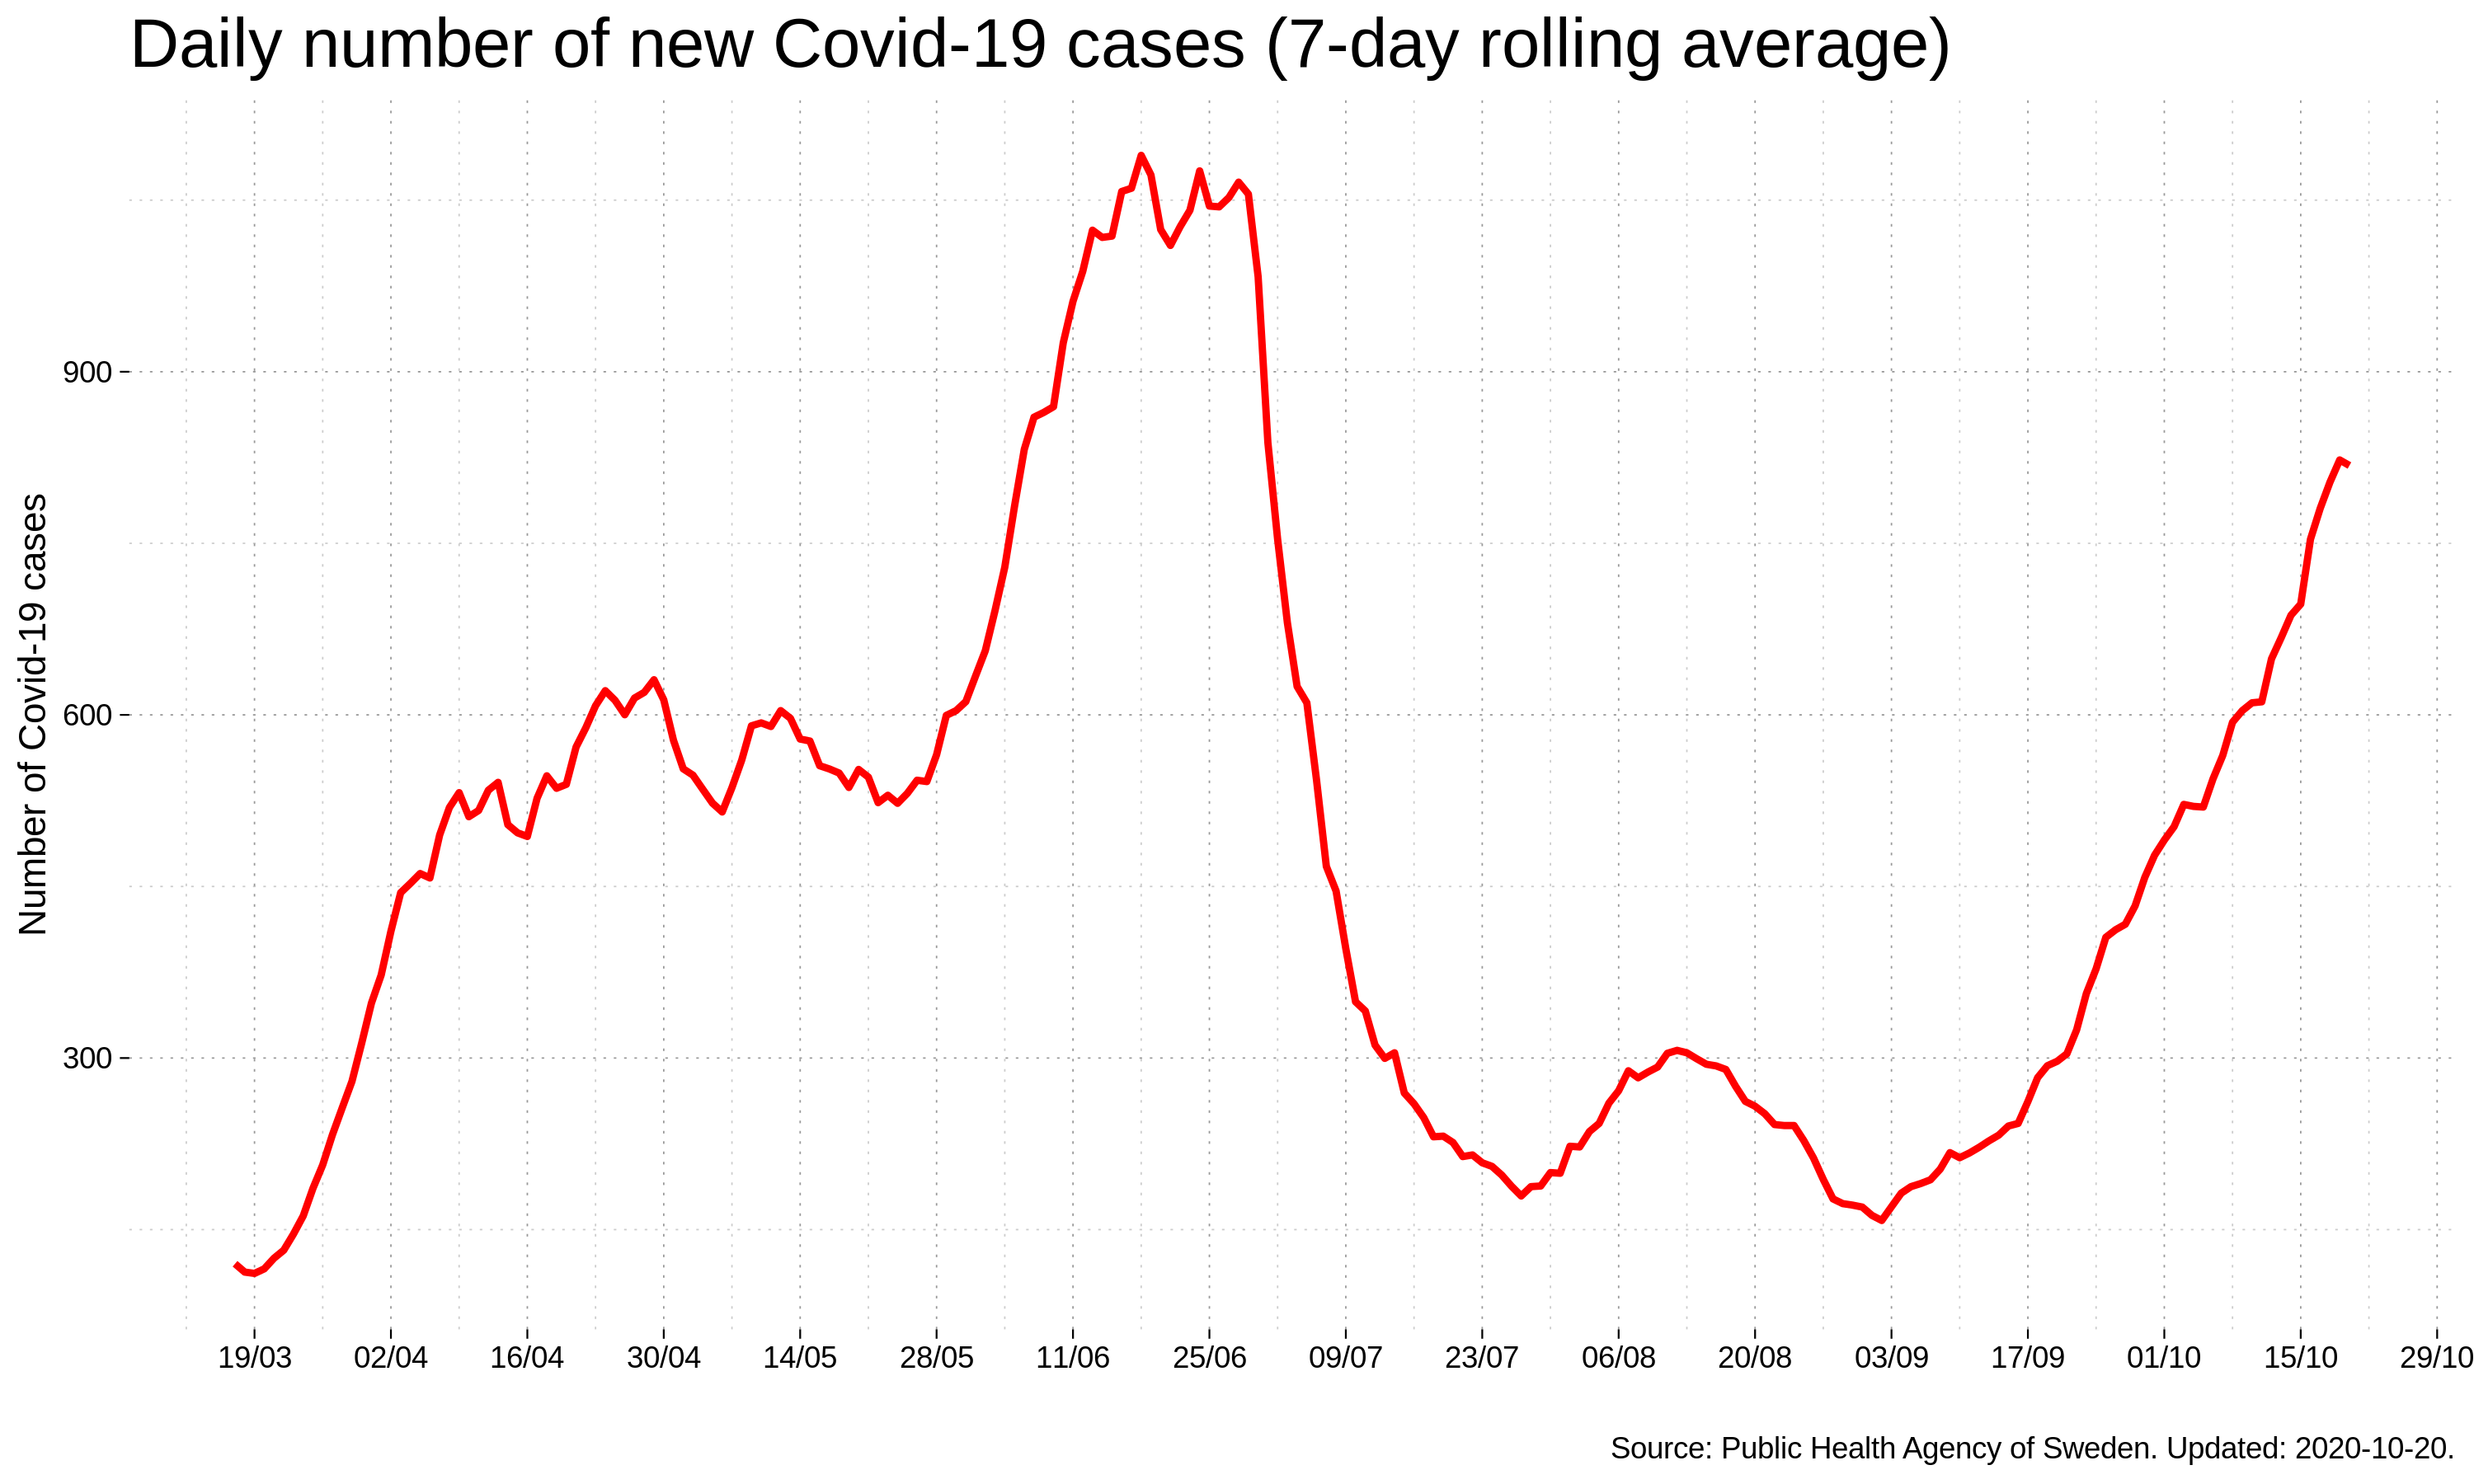 Daily number of new Covid-19 cases (7-day rolling average)
Number of Covid-19 cases
900
600
300
19/03 02/04 16/04 30/04 14/05 28/05 11/06 25/06 09/07 23/07 06/08 20/08 03/09 17/09 01/10 15/10 29/10
Source: Public Health Agency of Sweden. Updated: 2020-10-20.